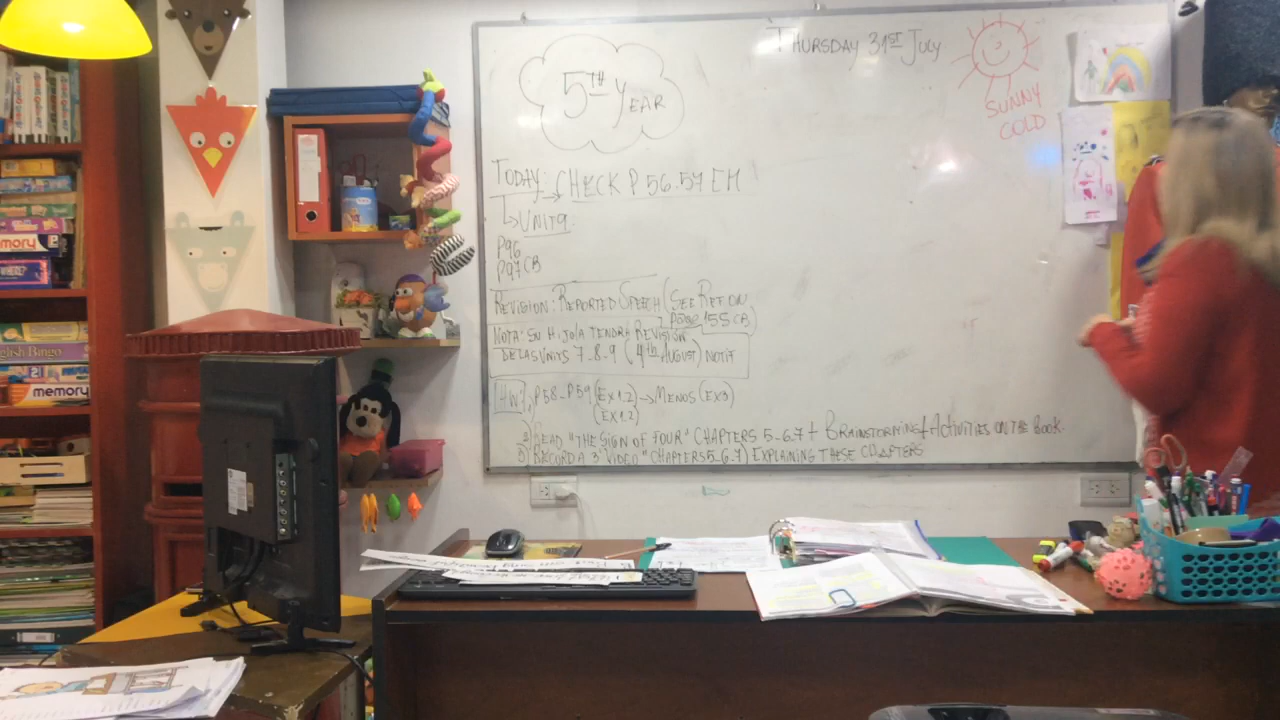 5TH YEAR
THURSDAY 31ST JULY
SUNNY
COLD
TODAY: CHECK P 56-57 EM
UNIT 9.
P96
P97 CB
REVISION: REPORTED SPEECH (SEE REF ON
PAGE 155 CB)
NOTA: SU HIJO/A TENDRA REVISIÓN
DE LAS UNITS 7-8-9 (4th AUGUST) NOTIF
HW: P58-P59 (EX 1.2) → MENOS (EX3)
(EX 1.2)
2) READ "THE SIGN OF FOUR" CHAPTERS 5-6-7 + BRAINSTORMING + ACTIVITIES ON THE BOOK.
3) RECORD A 3' VIDEO "CHAPTERS 5-6-7) EXPLAINING THESE CHAPTERS
emory
WHERE?
English Bingo
21
memory